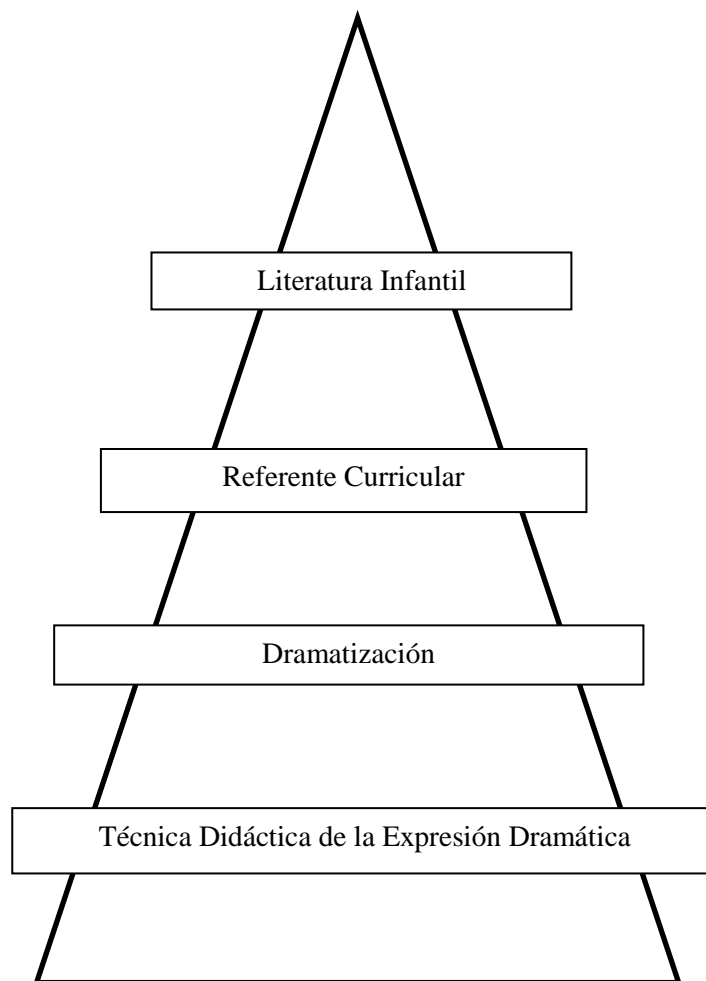 Literatura Infantil
Referente Curricular
Dramatización
Técnica Didáctica de la Expresión Dramática